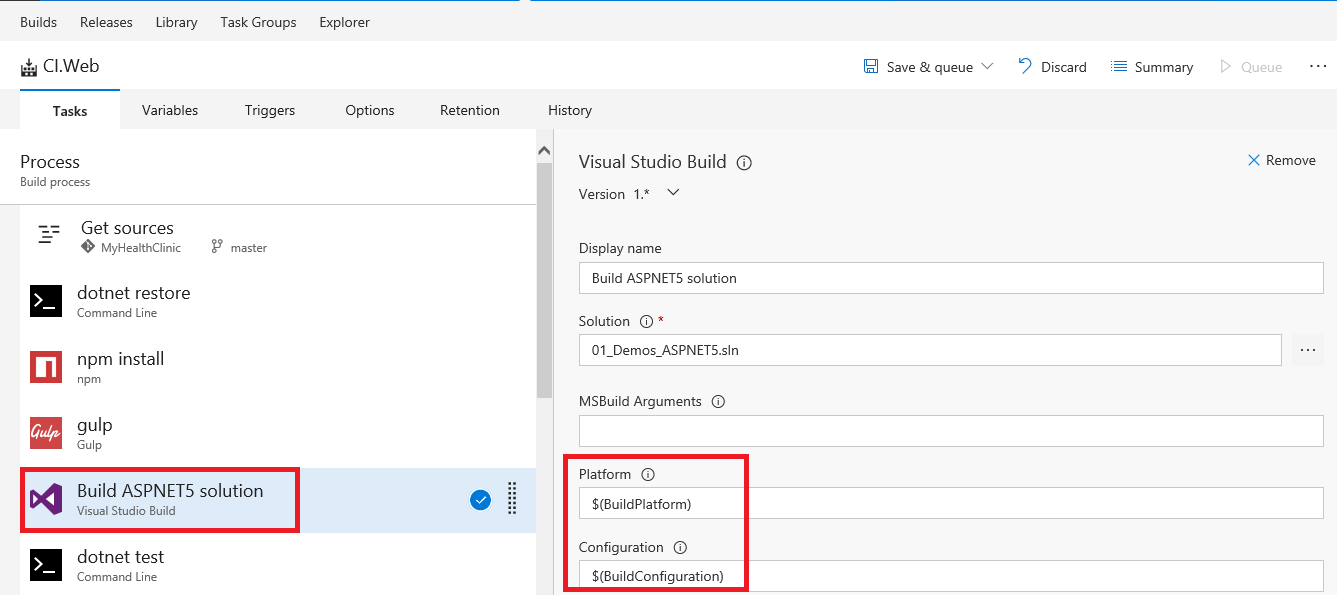 Builds Releases Library Task Groups Explorer
CI.Web
Save & queue Discard Summary Queue
Tasks Variables Triggers Options Retention History
Process
Build process
Get sources
MyHealthClinic master
dotnet restore
Command Line
npm install
npm
Gulp
gulp
Gulp
Build ASPNET5 solution
Visual Studio Build
dotnet test
Command Line
Visual Studio Build
Remove
Version 1.*
Display name
Build ASPNET5 solution
Solution *
01_Demos_ASPNET5.sln
...
MSBuild Arguments
Platform
$(BuildPlatform)
Configuration
$(BuildConfiguration)